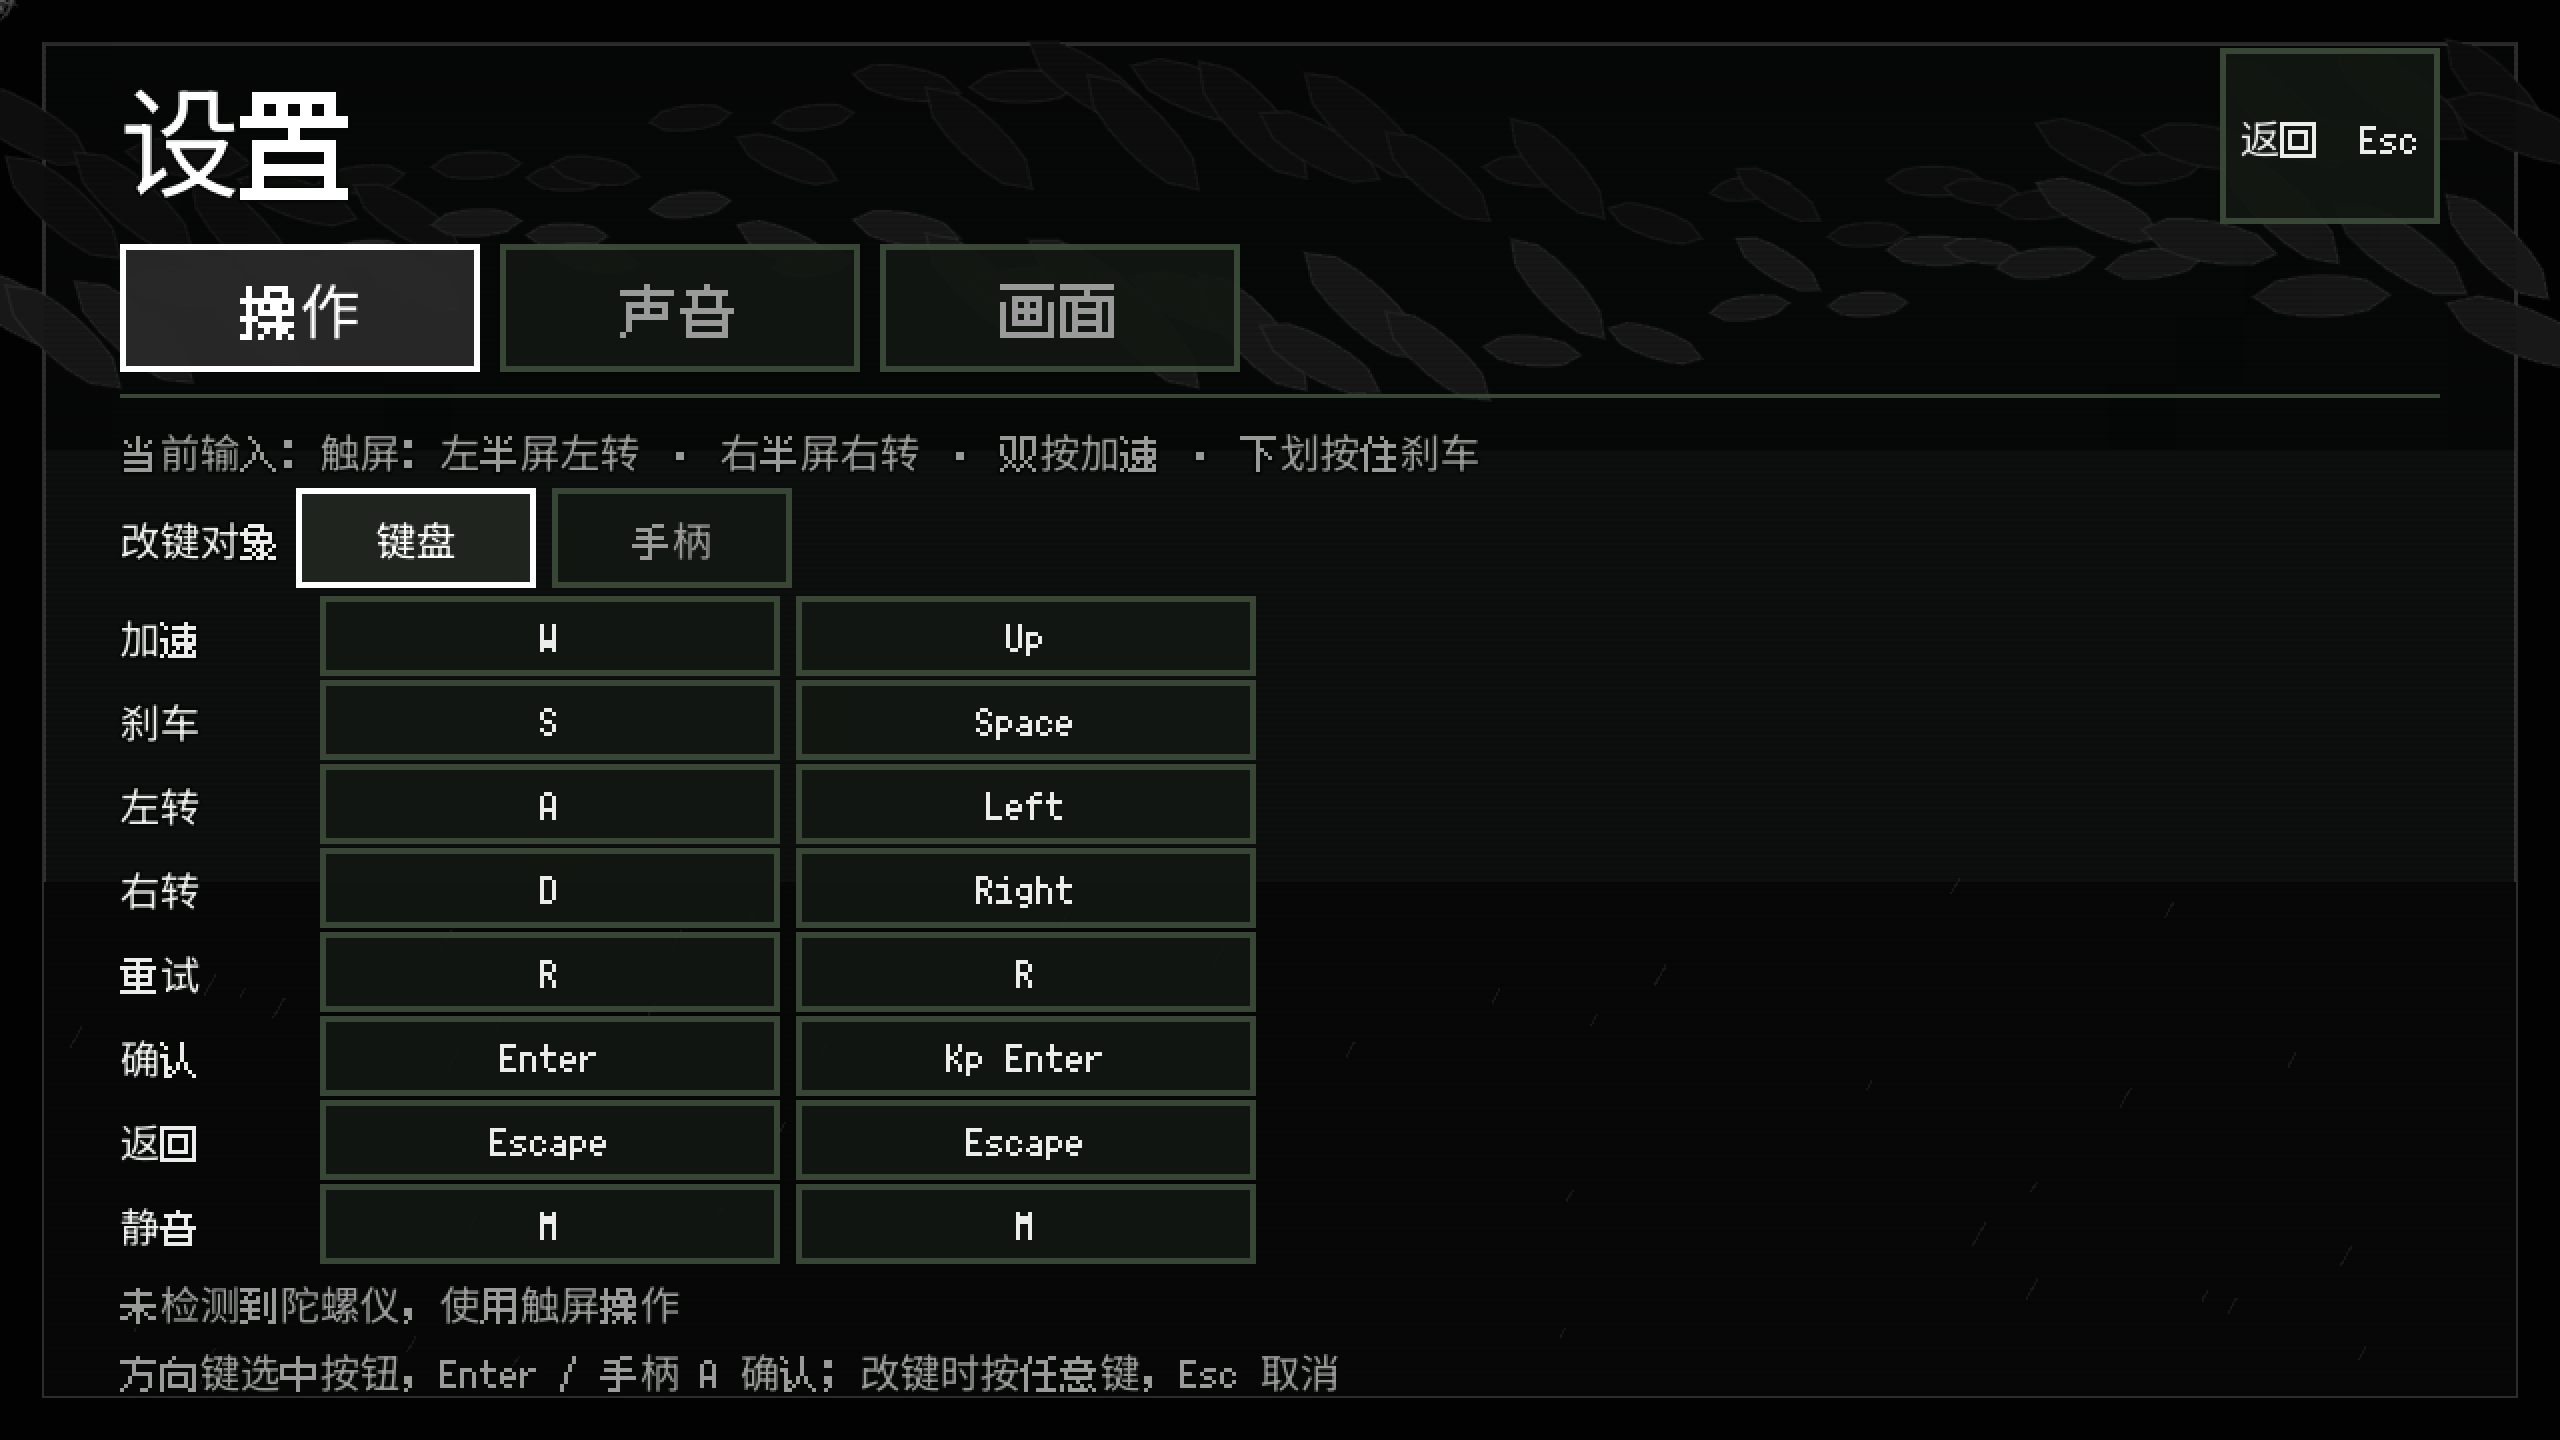 设置
返回 Esc
操作 声音 画面
当前输入：触屏：左半屏左转 · 右半屏右转 · 双按加速 · 下划按住刹车
改键对象 键盘 手柄
加速 W Up
刹车 S Space
左转 A Left
右转 D Right
重试 R R
确认 Enter Kp Enter
返回 Escape Escape
静音 M M
未检测到陀螺仪，使用触屏操作
方向键选中按钮，Enter / 手柄 A 确认；改键时按任意键，Esc 取消